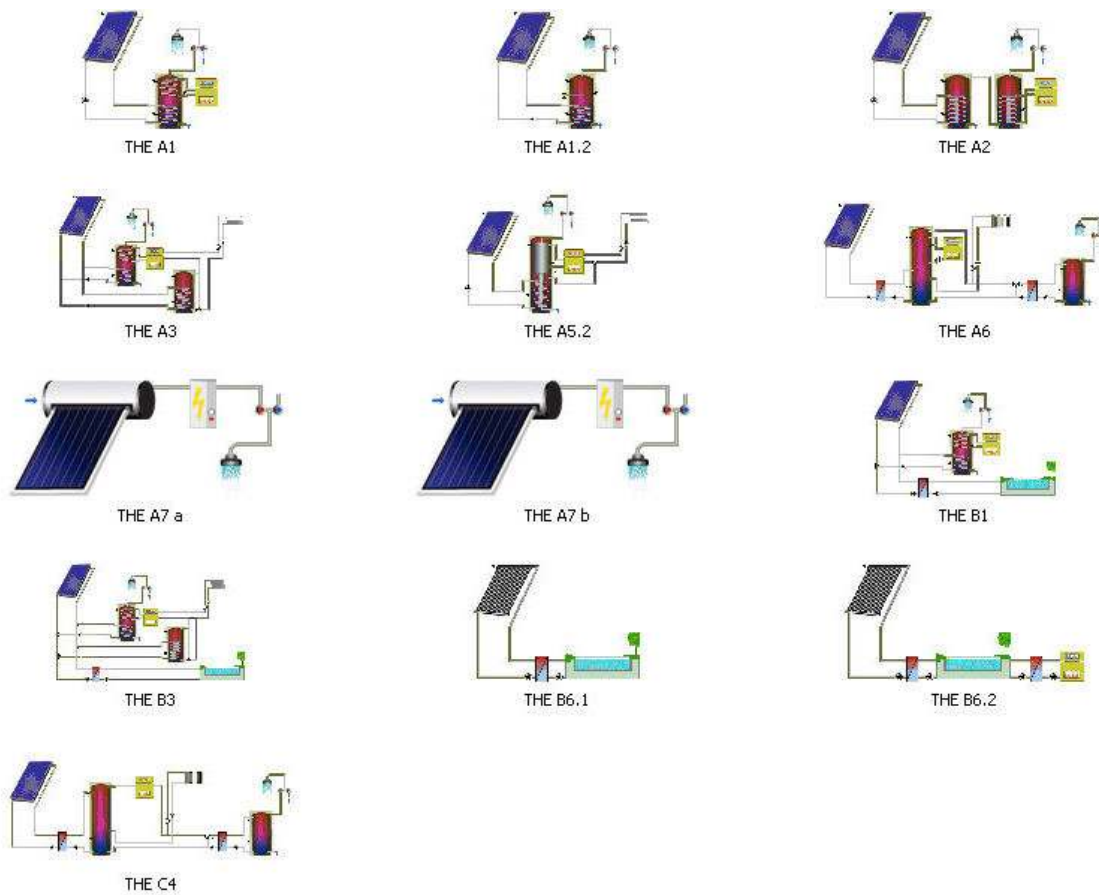 THE A1
THE A1.2
THE A2
THE A3
THE A5.2
THE A6
THE A7 a
THE A7 b
THE B1
THE B3
THE B6.1
THE B6.2
THE C4